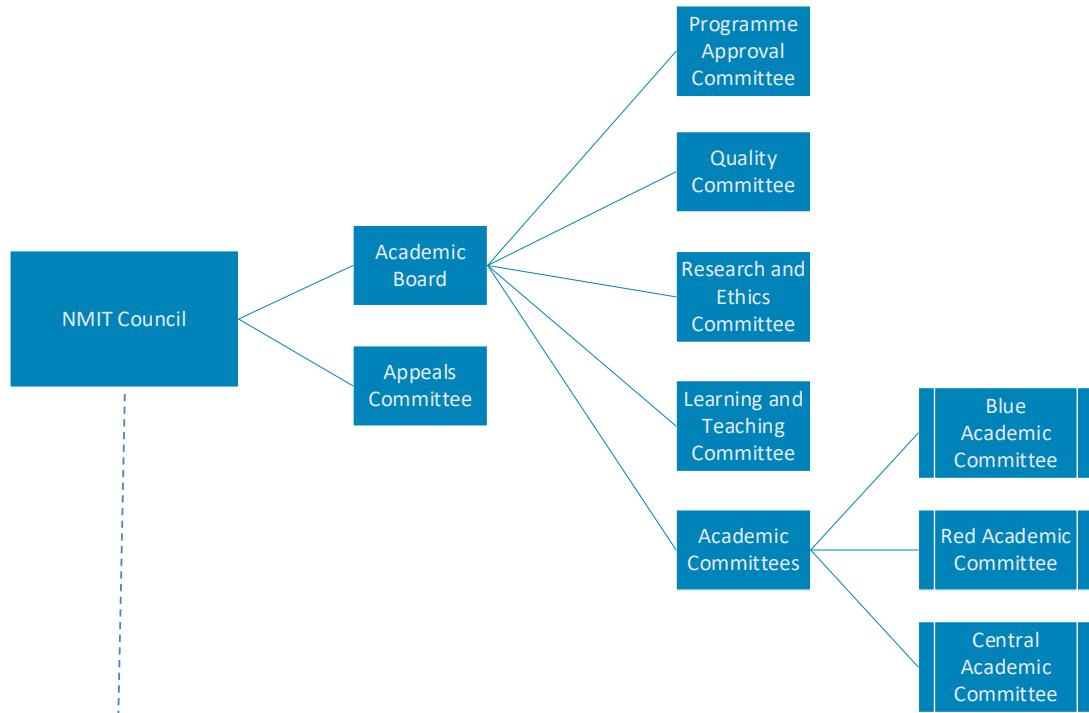 Programme
Approval
Committee
Quality
Committee
Academic
Board
Research and
Ethics
Committee
NMIT Council
Appeals
Committee
Learning and
Teaching
Committee
Blue
Academic
Committee
Academic
Committees
Red Academic
Committee
Central
Academic
Committee